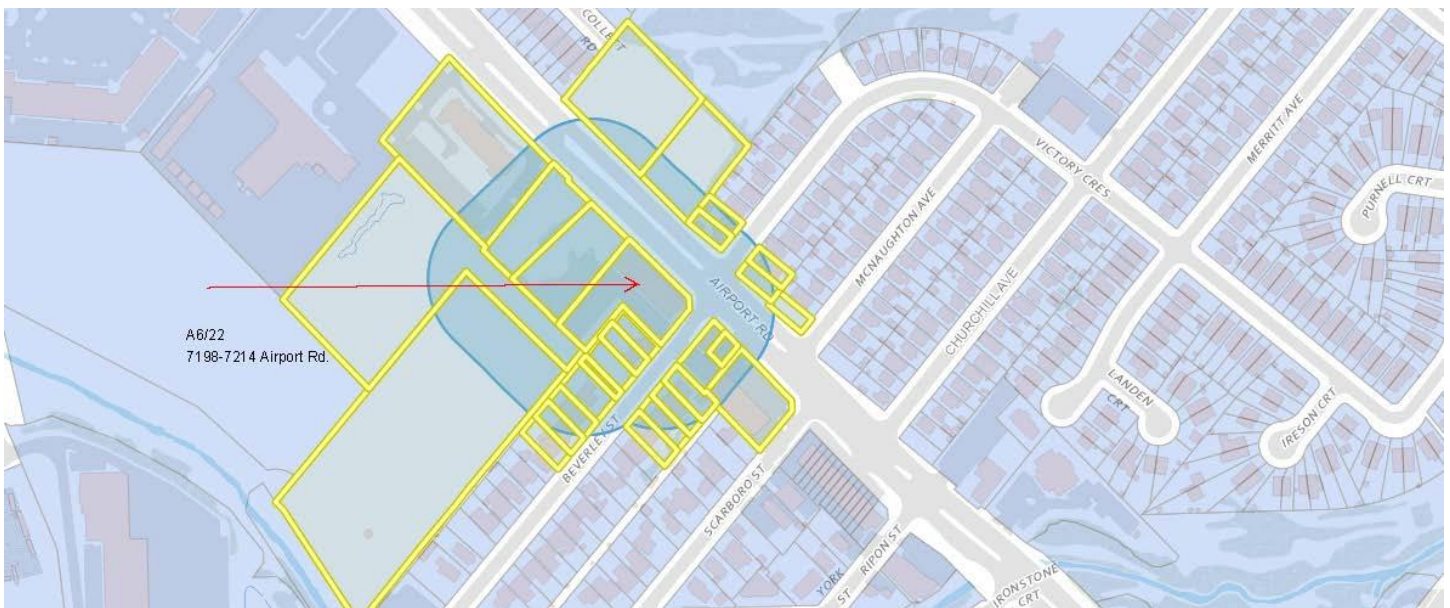 COLLETT
RD
MERRITT AVE
VICTORY CRES
PURNELL CRT
MCNAUGHTON AVE
AIRPORT RD
CHURCHILL AVE
A6/22
7198-7214 Airport Rd.
LANDEN
CRT
IRESON CRT
BEVERLEY ST
SCARBORO ST
RIPON ST
YORK
ST
IRONSTONE
CRT